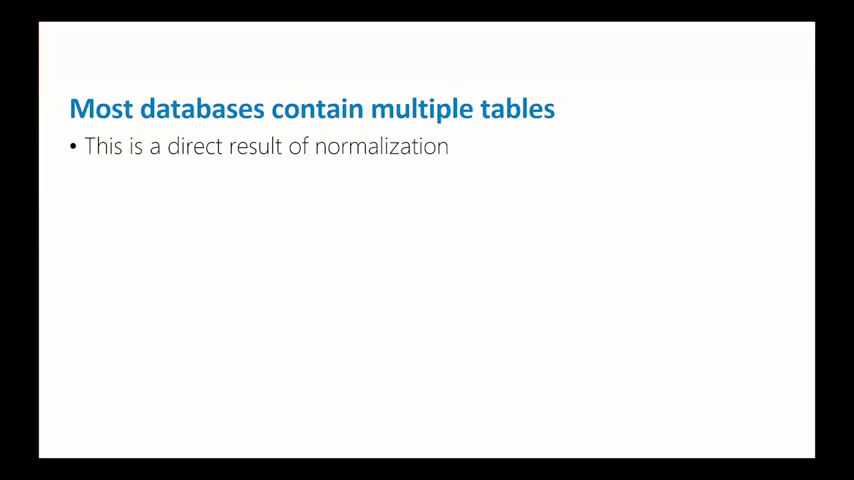 Most databases contain multiple tables
• This is a direct result of normalization